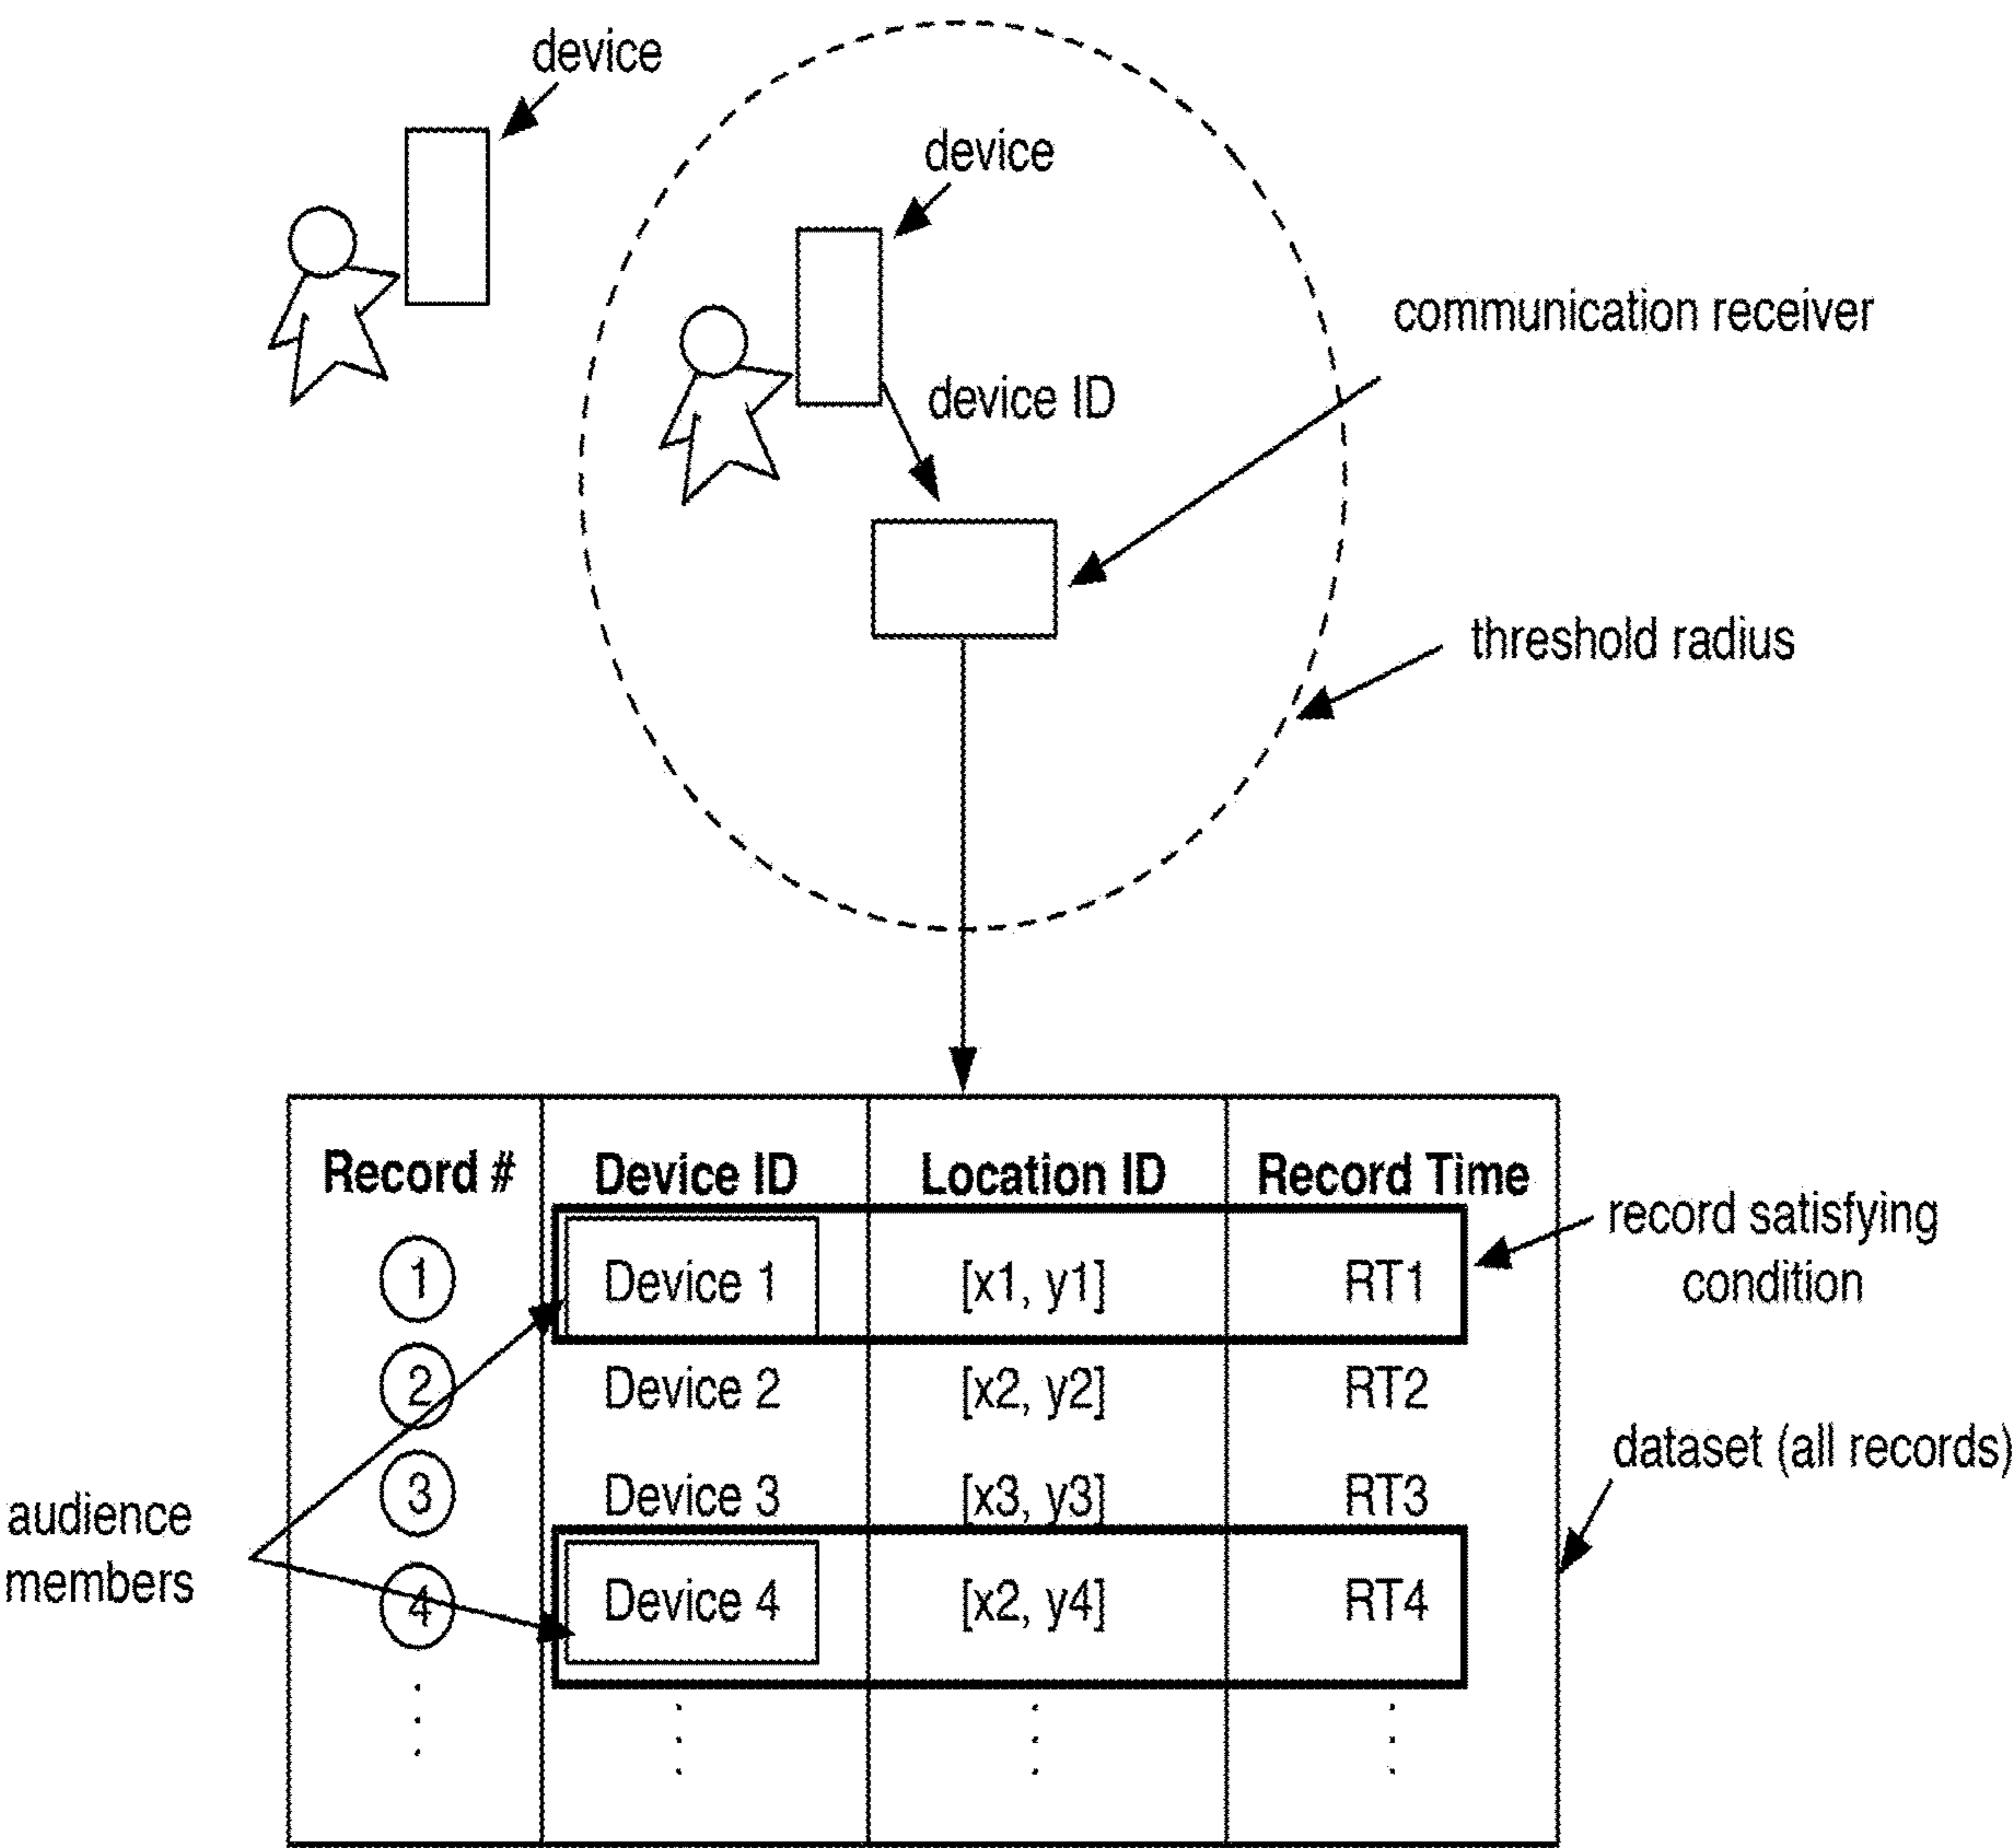 device
device
communication receiver
device ID
threshold radius
Record # Device ID Location ID Record Time
record satisfying
condition
1 Device 1 [x1, y1] RT1
2 Device 2 [x2, y2] RT2
dataset (all records)
3 Device 3 [x3, y3] RT3
audience
members
4 Device 4 [x2, y4] RT4